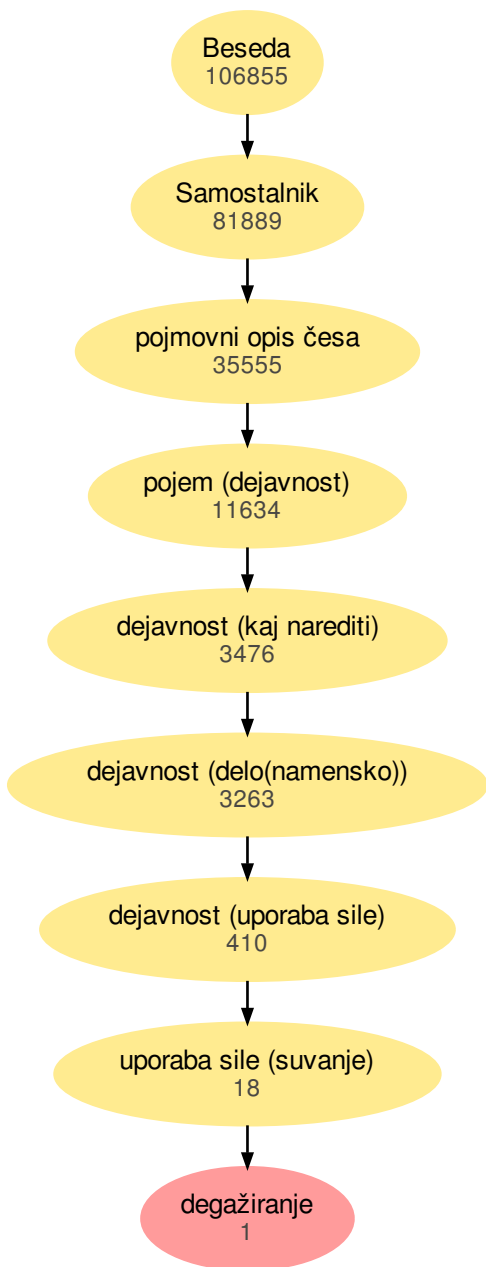 Beseda
106855
Samostalnik
81889
pojmovni opis česa
35555
pojem (dejavnost)
11634
dejavnost (kaj narediti)
3476
dejavnost (delo(namensko))
3263
dejavnost (uporaba sile)
410
uporaba sile (suvanje)
18
degažiranje
1